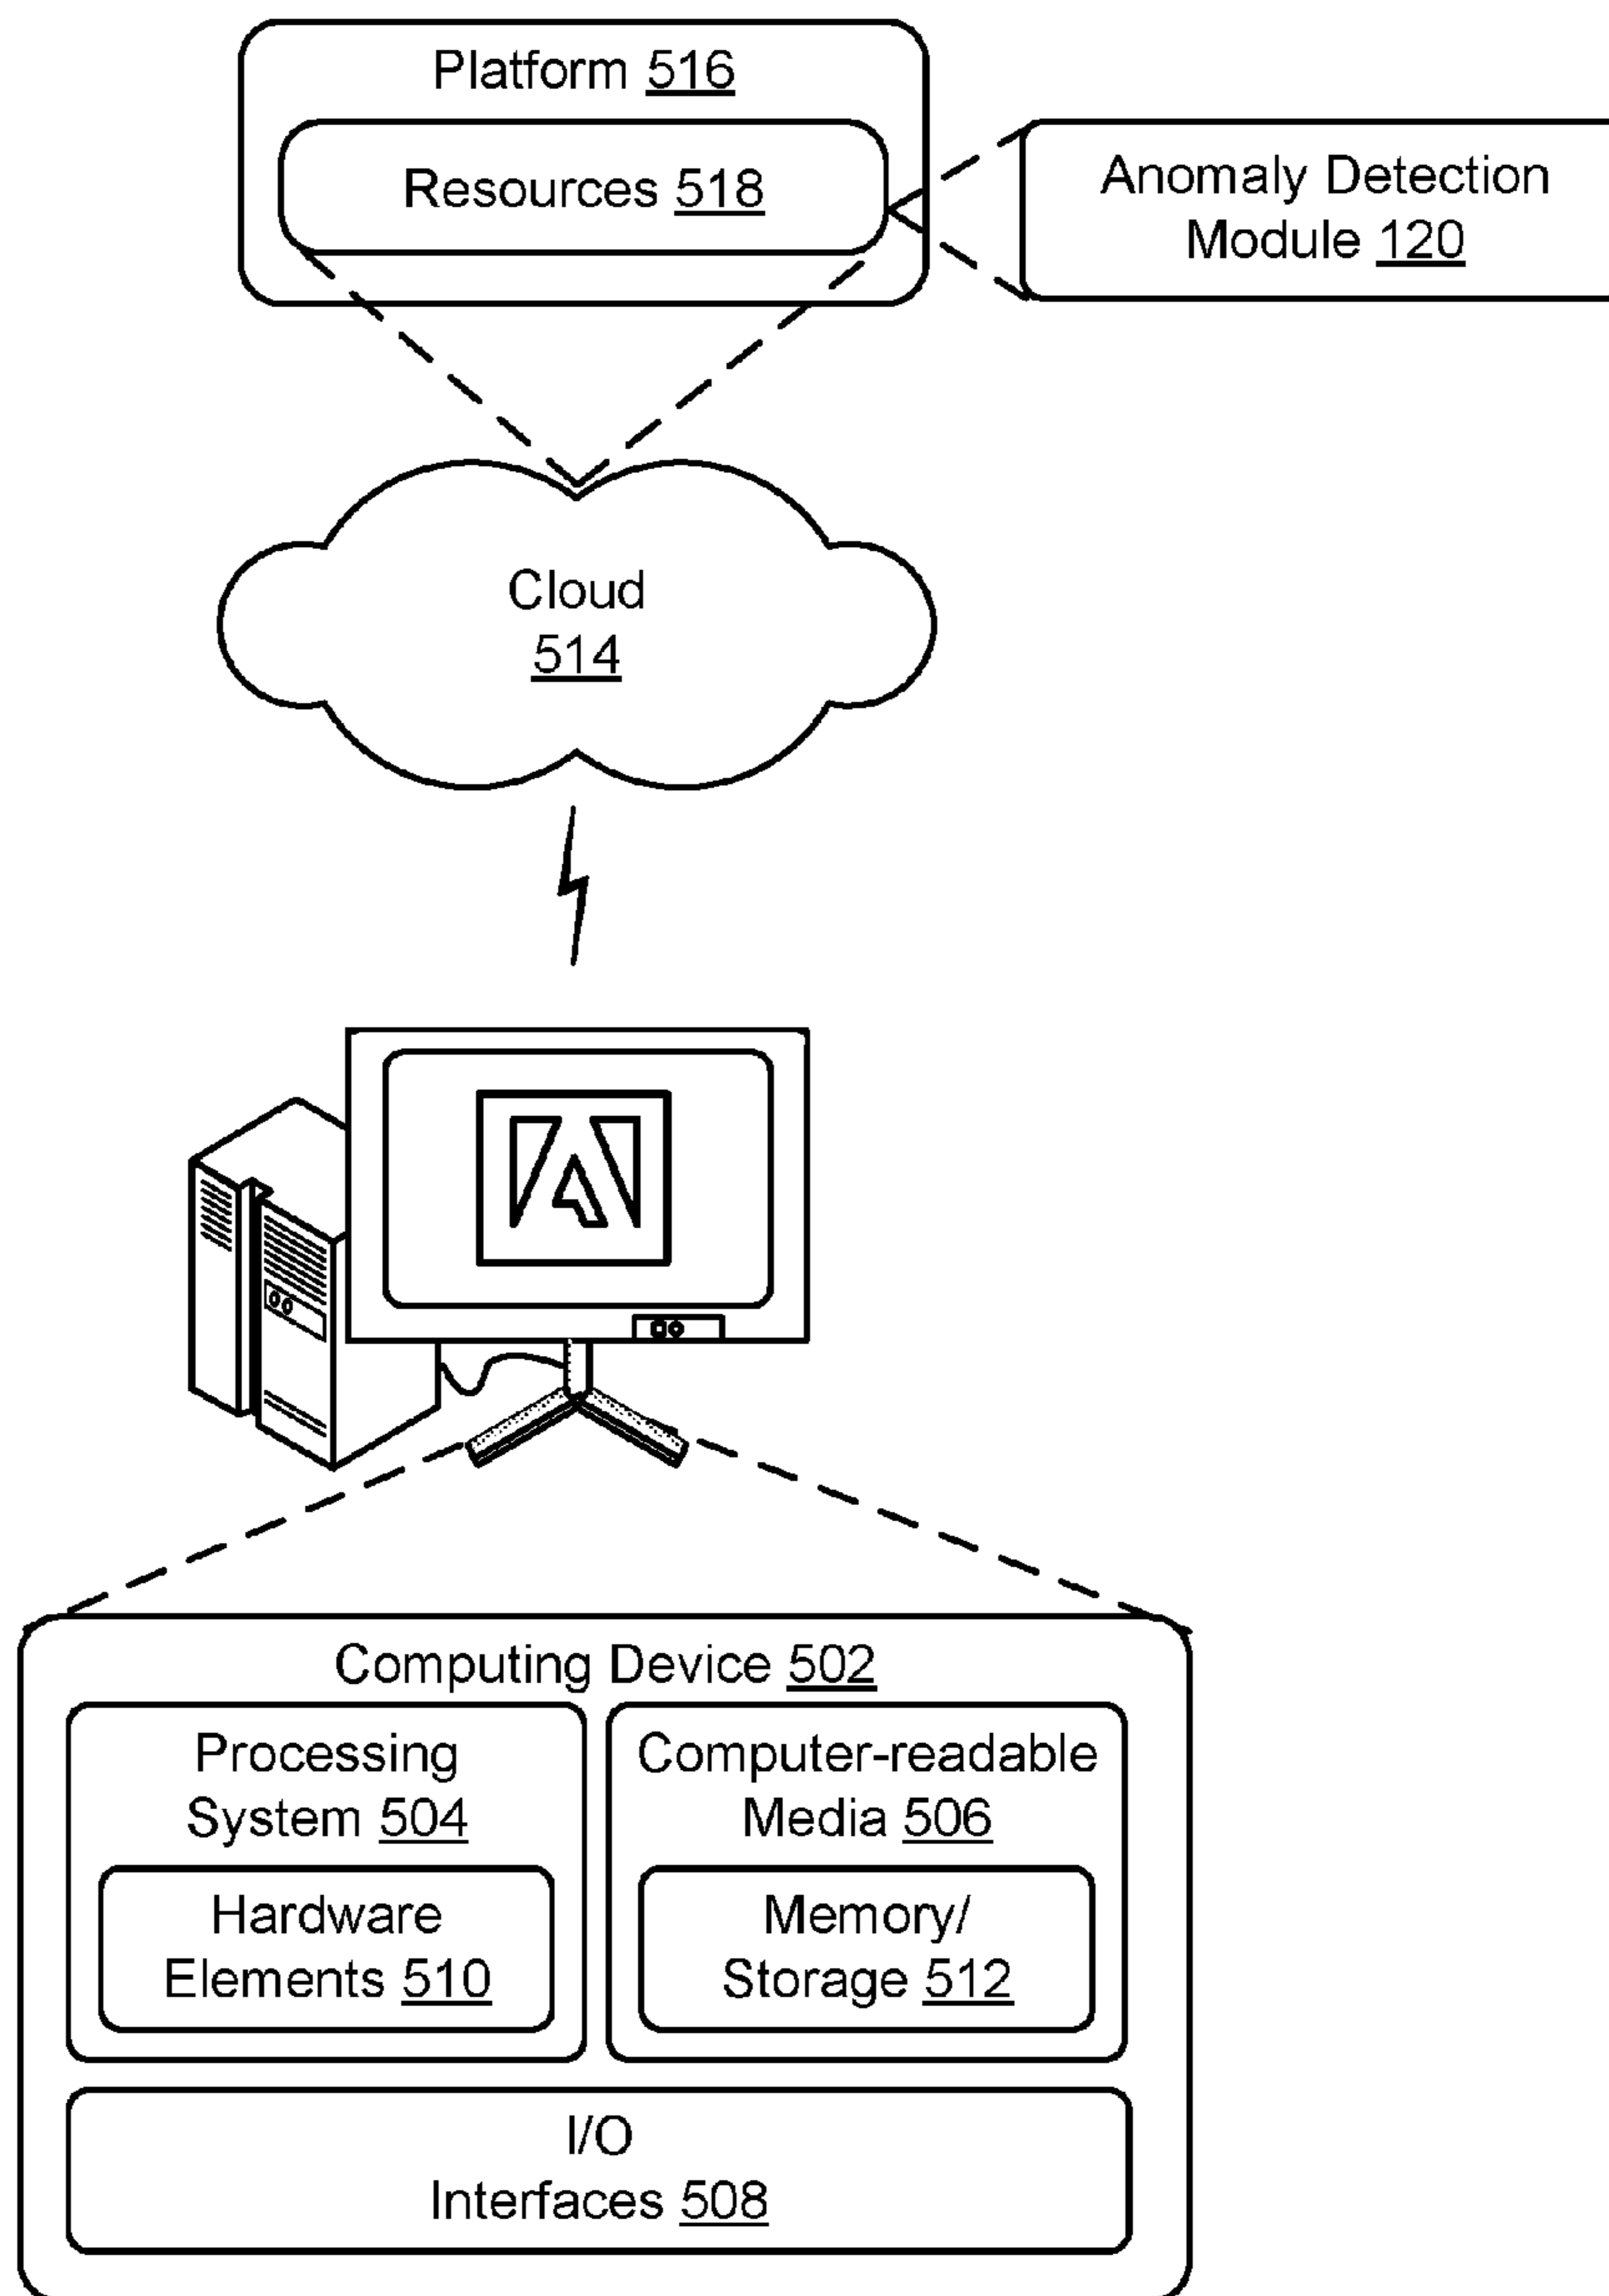 Platform 516
Resources 518
Anomaly Detection
Module 120
Cloud
514
Computing Device 502
Processing
System 504
Hardware
Elements 510
Computer-readable
Media 506
Memory/
Storage 512
I/O
Interfaces 508